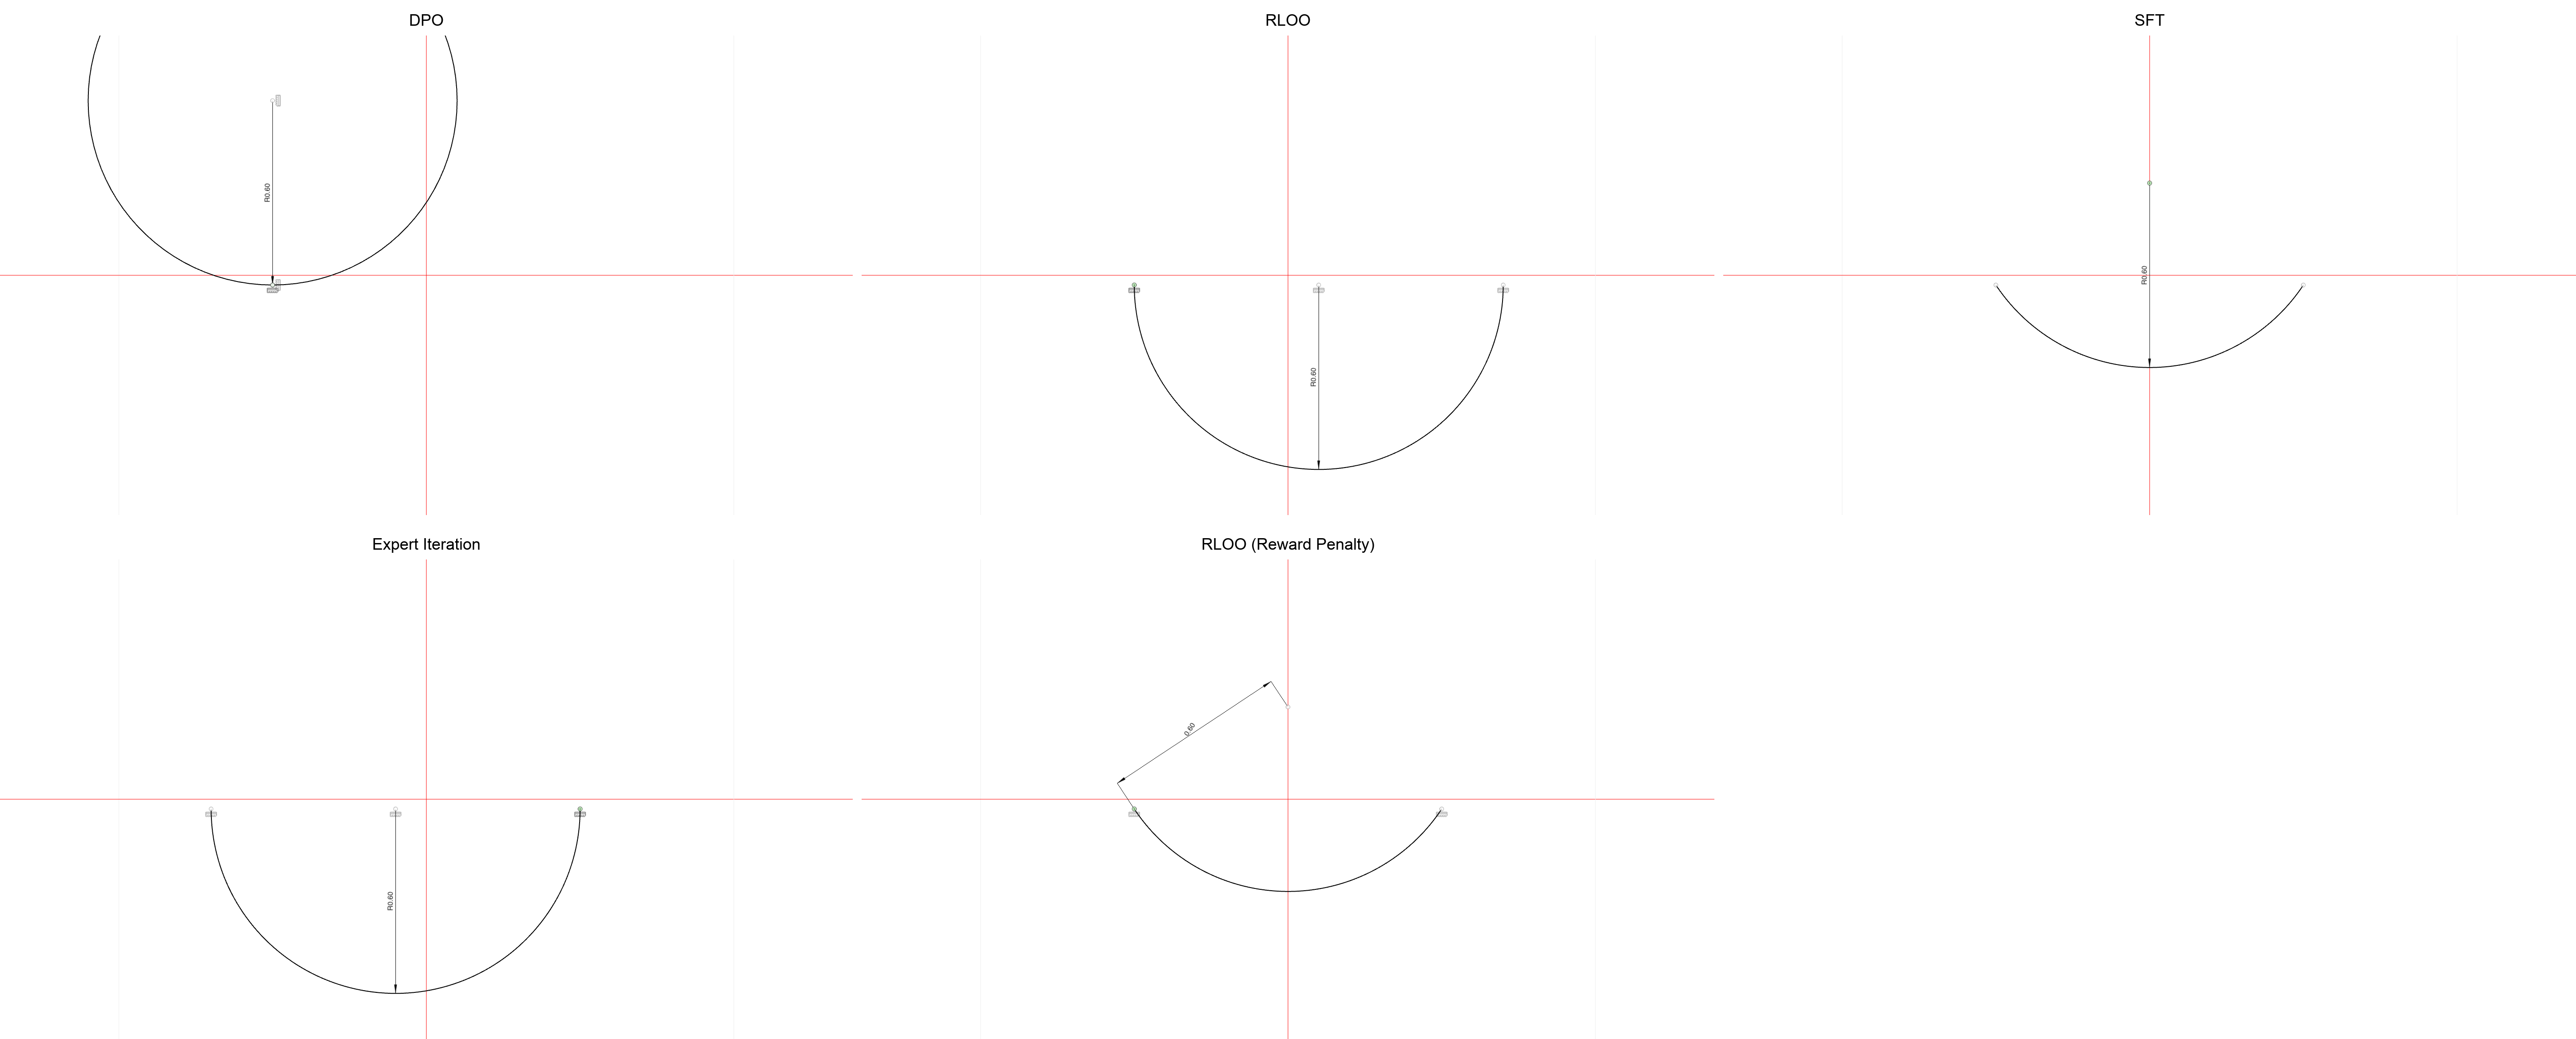 DPO
RLOO
SFT
R0.60
R0.60
R0.60
Expert Iteration
RLOO (Reward Penalty)
0.60
R0.60